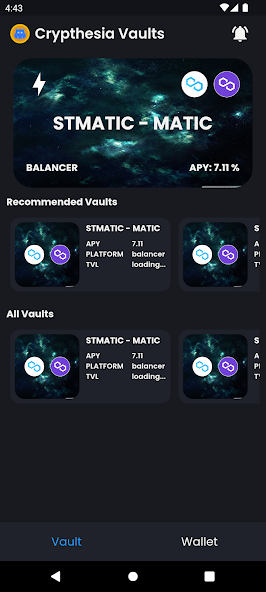 4:43
Crypthesia Vaults
STMATIC - MATIC
BALANCER APY: 7.11 %
Recommended Vaults
STMATIC - MATIC S
APY 7.11 AP
PLATFORM balancer PL
TVL loading... TV
All Vaults
STMATIC - MATIC S
APY 7.11 AP
PLATFORM balancer PL
TVL loading... TV
Vault Wallet